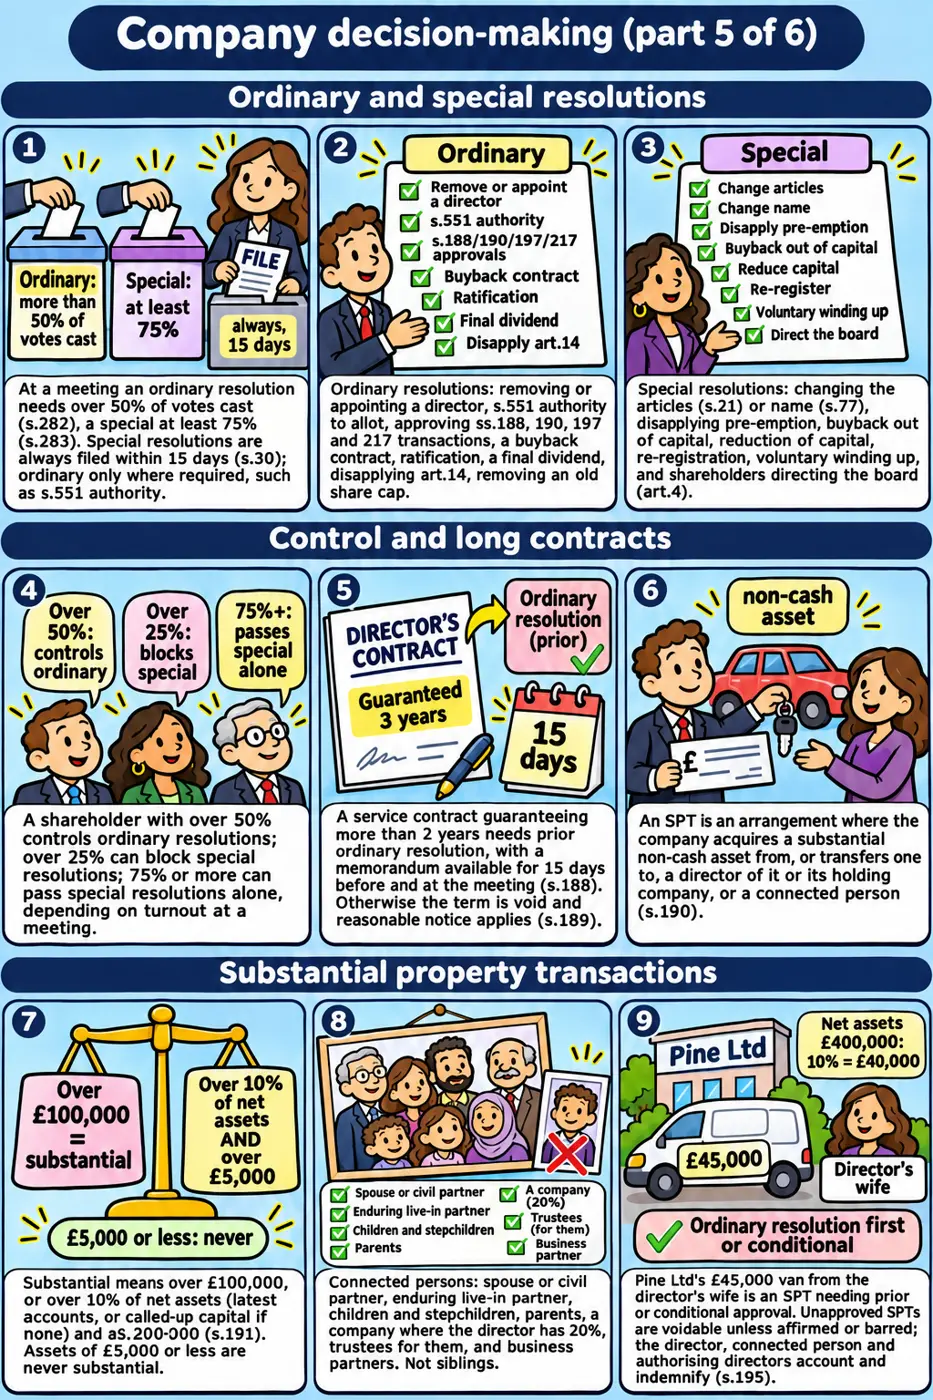 Company decision-making (part 5 of 6)
Ordinary and special resolutions
1
Ordinary:
more than
50% of
votes cast
Special:
at least
75%
FILE
always,
15 days
At a meeting an ordinary resolution
needs over 50% of votes cast
(s.282), a special at least 75%
(s.283). Special resolutions are
always filed within 15 days (s.30);
ordinary only where required, such
as s.551 authority.
2
Ordinary
Remove or appoint
a director
s.551 authority
s.188/190/197/217
approvals
Buyback contract
Ratification
Final dividend
Disapply art.14
Ordinary resolutions: removing or
appointing a director, s.551 authority
to allot, approving ss.188, 190, 197
and 217 transactions, a buyback
contract, ratification, a final dividend,
disapplying art.14, removing an old
share cap.
3
Special
Change articles
Change name
Disapply pre-emption
Buyback out of capital
Reduce capital
Re-register
Voluntary winding up
Direct the board
Special resolutions: changing the
articles (s.21) or name (s.77),
disapplying pre-emption, buyback out
of capital, reduction of capital,
re-registration, voluntary winding up,
and shareholders directing the board
(art.4).
Control and long contracts
4
Over
50%:
controls
ordinary
Over
25%:
blocks
special
75%+:
passes
special
alone
A shareholder with over 50%
controls ordinary resolutions;
over 25% can block special
resolutions; 75% or more can
pass special resolutions alone,
depending on turnout at a
meeting.
5
DIRECTOR'S
CONTRACT
Guaranteed
3 years
Ordinary
resolution
(prior)
15
days
A service contract guaranteeing
more than 2 years needs prior
ordinary resolution, with a
memorandum available for 15 days
before and at the meeting (s.188).
Otherwise the term is void and
reasonable notice applies (s.189).
6
non-cash
asset
£
An SPT is an arrangement where the
company acquires a substantial
non-cash asset from, or transfers one
to, a director of it or its holding
company, or a connected person
(s.190).
Substantial property transactions
7
Over
£100,000
=
substantial
Over 10%
of net
assets
AND
over
£5,000
£5,000 or less: never
Substantial means over £100,000,
or over 10% of net assets (latest
accounts, or called-up capital if
none) and as.200-000 (s.191).
Assets of £5,000 or less are
never substantial.
8
Spouse or civil partner
Enduring live-in partner
Children and stepchildren
Parents
A company
(20%)
Trustees
(for them)
Business
partner
Connected persons: spouse or civil
partner, enduring live-in partner,
children and stepchildren, parents, a
company where the director has 20%,
trustees for them, and business
partners. Not siblings.
9
Pine Ltd
Net assets
£400,000:
10% = £40,000
£45,000
Director's
wife
Ordinary resolution first
or conditional
Pine Ltd's £45,000 van from the
director's wife is an SPT needing prior
or conditional approval. Unapproved SPTs
are voidable unless affirmed or barred;
the director, connected person and
authorising directors account and
indemnify (s.195).